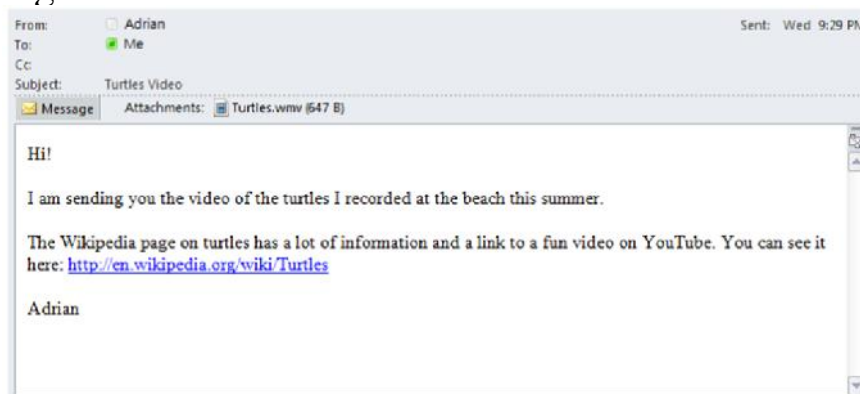 From: Adrian Sent: Wed 9:29 PM
To: Me
Cc:
Subject: Turtles Video
Message Attachments: Turtles.wmv (647 B)
Hi!
I am sending you the video of the turtles I recorded at the beach this summer.
The Wikipedia page on turtles has a lot of information and a link to a fun video on YouTube. You can see it
here: http://en.wikipedia.org/wiki/Turtles
Adrian